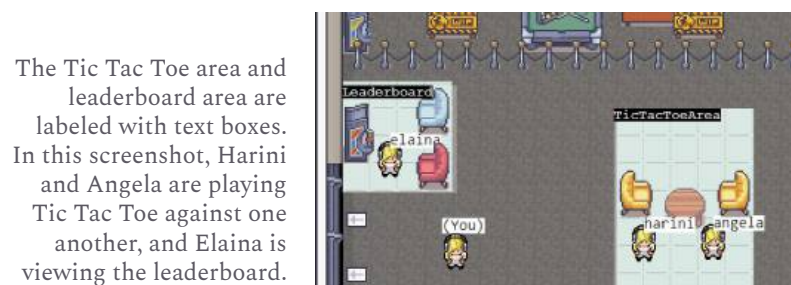 The Tic Tac Toe area and
leaderboard area are
labeled with text boxes.
In this screenshot, Harini
and Angela are playing
Tic Tac Toe against one
another, and Elaina is
viewing the leaderboard.
WIP
WIP
Leaderboard
TicTacToeArea
elaina
(You)
harini
angela